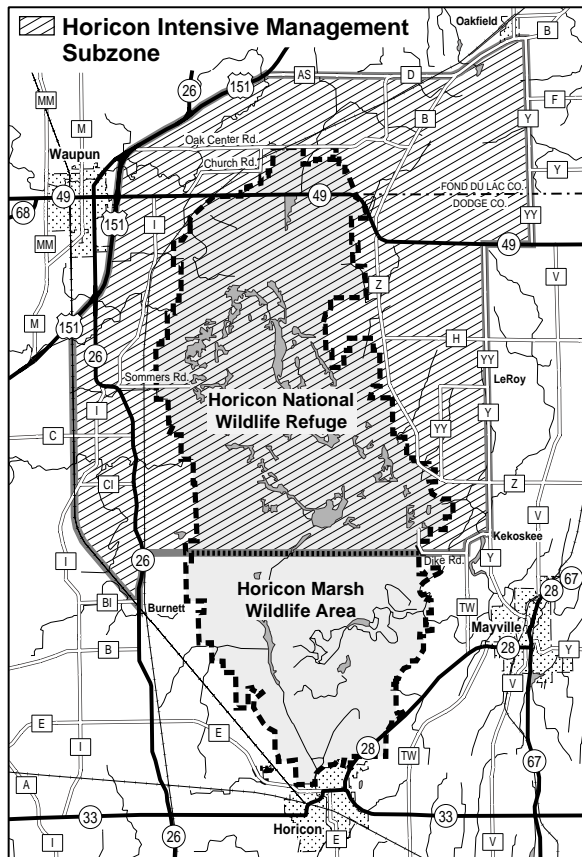 Horicon Intensive Management
Subzone
Oakfield
B
151
26
AS
D
MM
M
B
F
Y
Oak Center Rd.
Church Rd.
Waupun
Y
FOND DU LAC CO.
DODGE CO.
49
49
68
151
I
YY
MM
49
V
Z
M
151
26
H
YY
Sommers Rd.
LeRoy
Horicon National
Wildlife Refuge
I
Y
C
YY
CI
Z
V
Kekoskee
I
26
Dike Rd.
Y
67
28
Horicon Marsh
Wildlife Area
BI
Burnett
TW
Mayville
28
B
Y
V
E
E
I
28
TW
67
A
33
Horicon
33
I
26
E
V